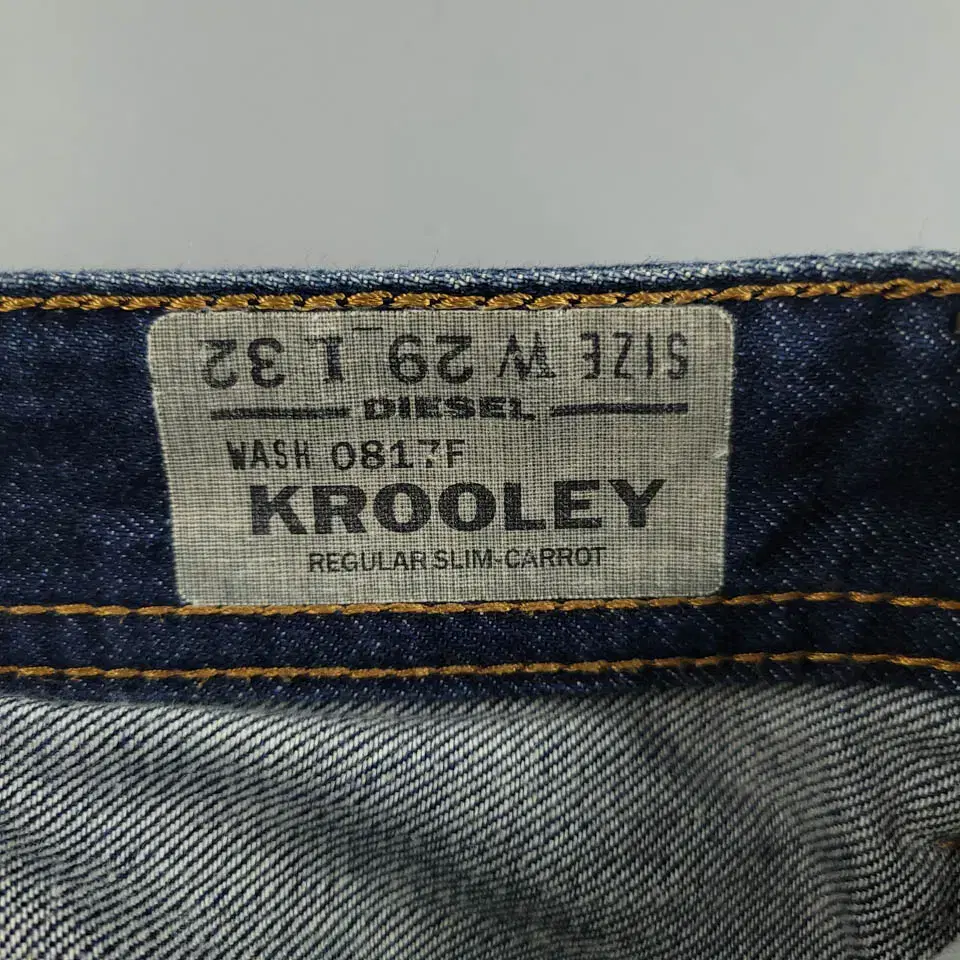 SIZE W 29 L 32
DIESEL
WASH 0817F
KROOLEY
REGULAR SLIM-CARROT